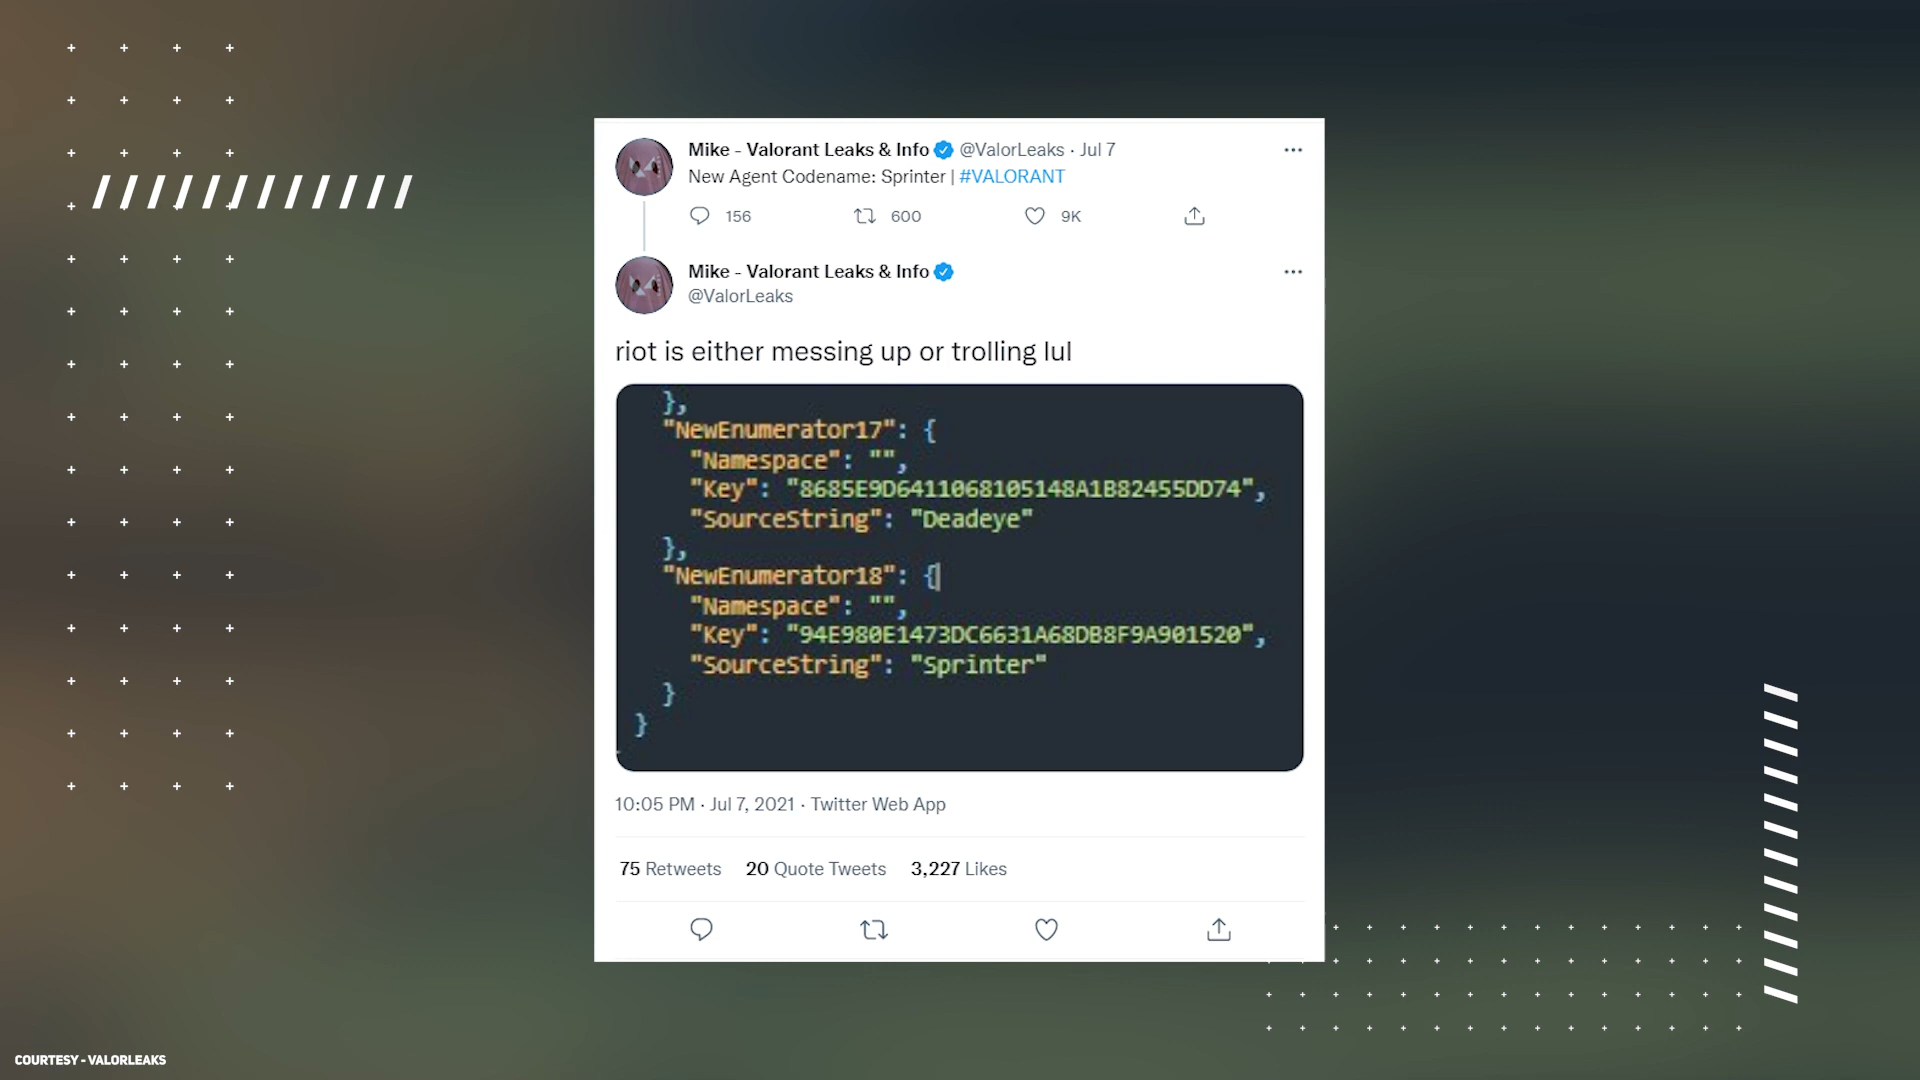 Mike - Valorant Leaks & Info @ValorLeaks · Jul 7
New Agent Codename: Sprinter | #VALORANT
156 600 9K
Mike - Valorant Leaks & Info
@ValorLeaks
riot is either messing up or trolling lul
},
"NewEnumerator17": {
"Namespace": "",
"Key": "8685E9D6411068105148A1B82455DD74",
"SourceString": "Deadeye"
},
"NewEnumerator18": {
"Namespace": "",
"Key": "94E980E1473DC6631A68DB8F9A901520",
"SourceString": "Sprinter"
}
}
10:05 PM · Jul 7, 2021 · Twitter Web App
75 Retweets 20 Quote Tweets 3,227 Likes
COURTESY - VALORLEAKS